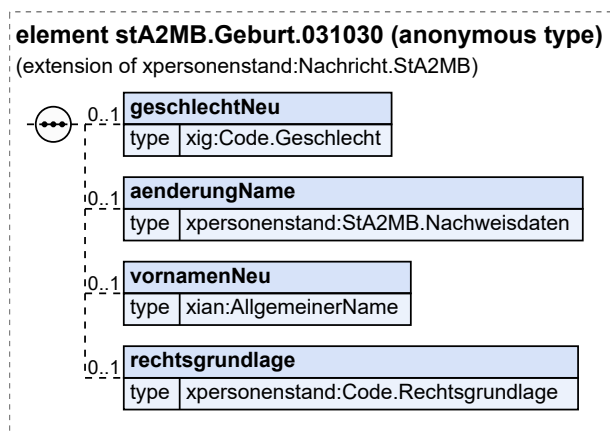 element stA2MB.Geburt.031030 (anonymous type)
(extension of xpersonenstand:Nachricht.StA2MB)
0..1 geschlechtNeu
type xig:Code.Geschlecht
0..1 aenderungName
type xpersonenstand:StA2MB.Nachweisdaten
0..1 vornamenNeu
type xian:AllgemeinerName
0..1 rechtsgrundlage
type xpersonenstand:Code.Rechtsgrundlage